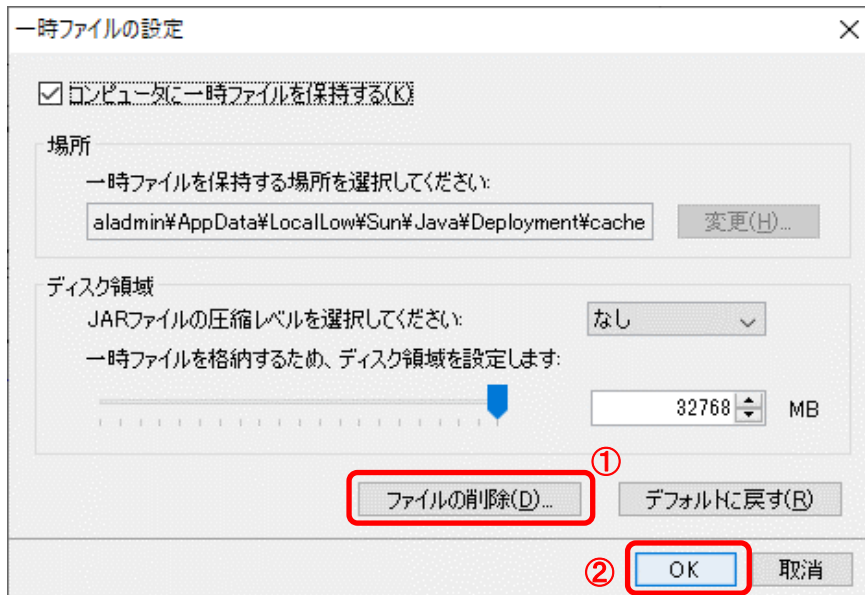 一時ファイルの設定
コンピュータに一時ファイルを保持する(K)
場所
一時ファイルを保持する場所を選択してください:
aladmin¥AppData¥LocalLow¥Sun¥Java¥Deployment¥cache 変更(H)...
ディスク領域
JARファイルの圧縮レベルを選択してください: なし
一時ファイルを格納するため、ディスク領域を設定します:
32768 MB
①
ファイルの削除(D)... デフォルトに戻す(R)
② OK 取消